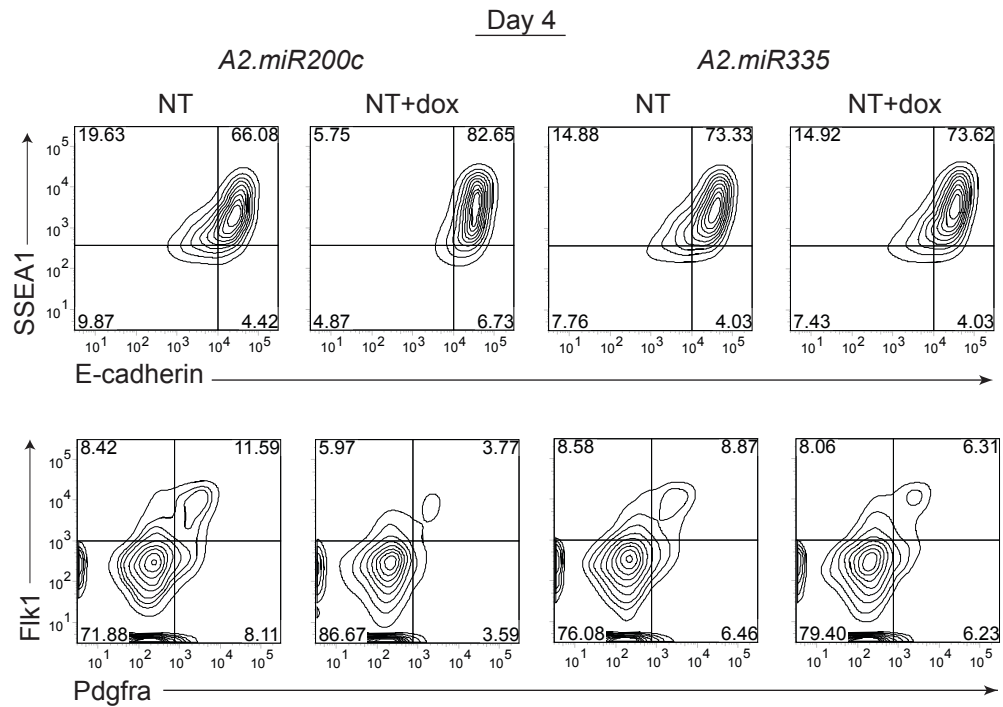 Day 4
A2.miR200c A2.miR335
NT NT+dox NT NT+dox
19.63 66.08 5.75 82.65 14.88 73.33 14.92 73.62
10^5
10^4
10^3
10^2
10^1
9.87 4.42 4.87 6.73 7.76 4.03 7.43 4.03
10^1 10^2 10^3 10^4 10^5 10^1 10^2 10^3 10^4 10^5 10^1 10^2 10^3 10^4 10^5 10^1 10^2 10^3 10^4 10^5
SSEA1
E-cadherin
8.42 11.59 5.97 3.77 8.58 8.87 8.06 6.31
10^5
10^4
10^3
10^2
10^1
71.88 8.11 86.67 3.59 76.08 6.46 79.40 6.23
10^1 10^2 10^3 10^4 10^5 10^1 10^2 10^3 10^4 10^5 10^1 10^2 10^3 10^4 10^5 10^1 10^2 10^3 10^4 10^5
Flk1
Pdgfra